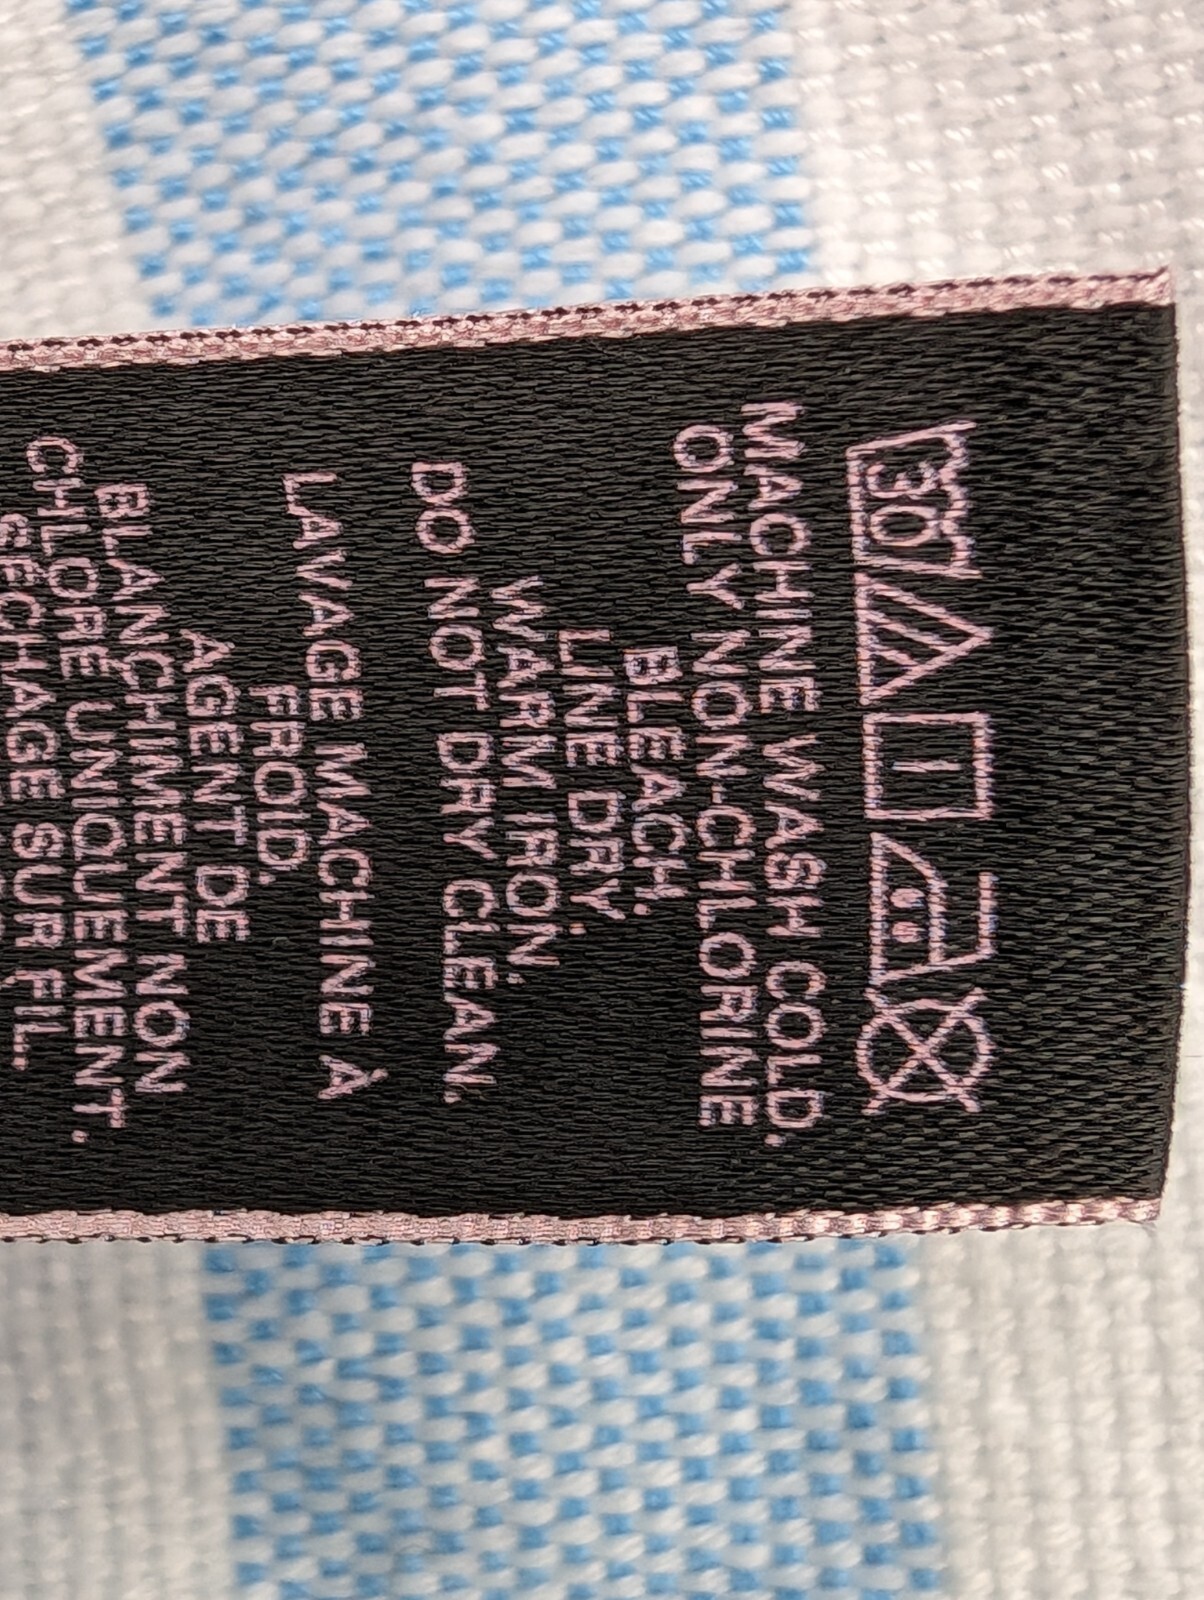 30
MACHINE WASH COLD.
ONLY NON-CHLORINE
BLEACH.
LINE DRY.
WARM IRON.
DO NOT DRY CLEAN.
LAVAGE MACHINE À
FROID.
AGENT DE
BLANCHIMENT NON
CHLORÉ UNIQUEMENT.
SÉCHAGE SUR FIL.